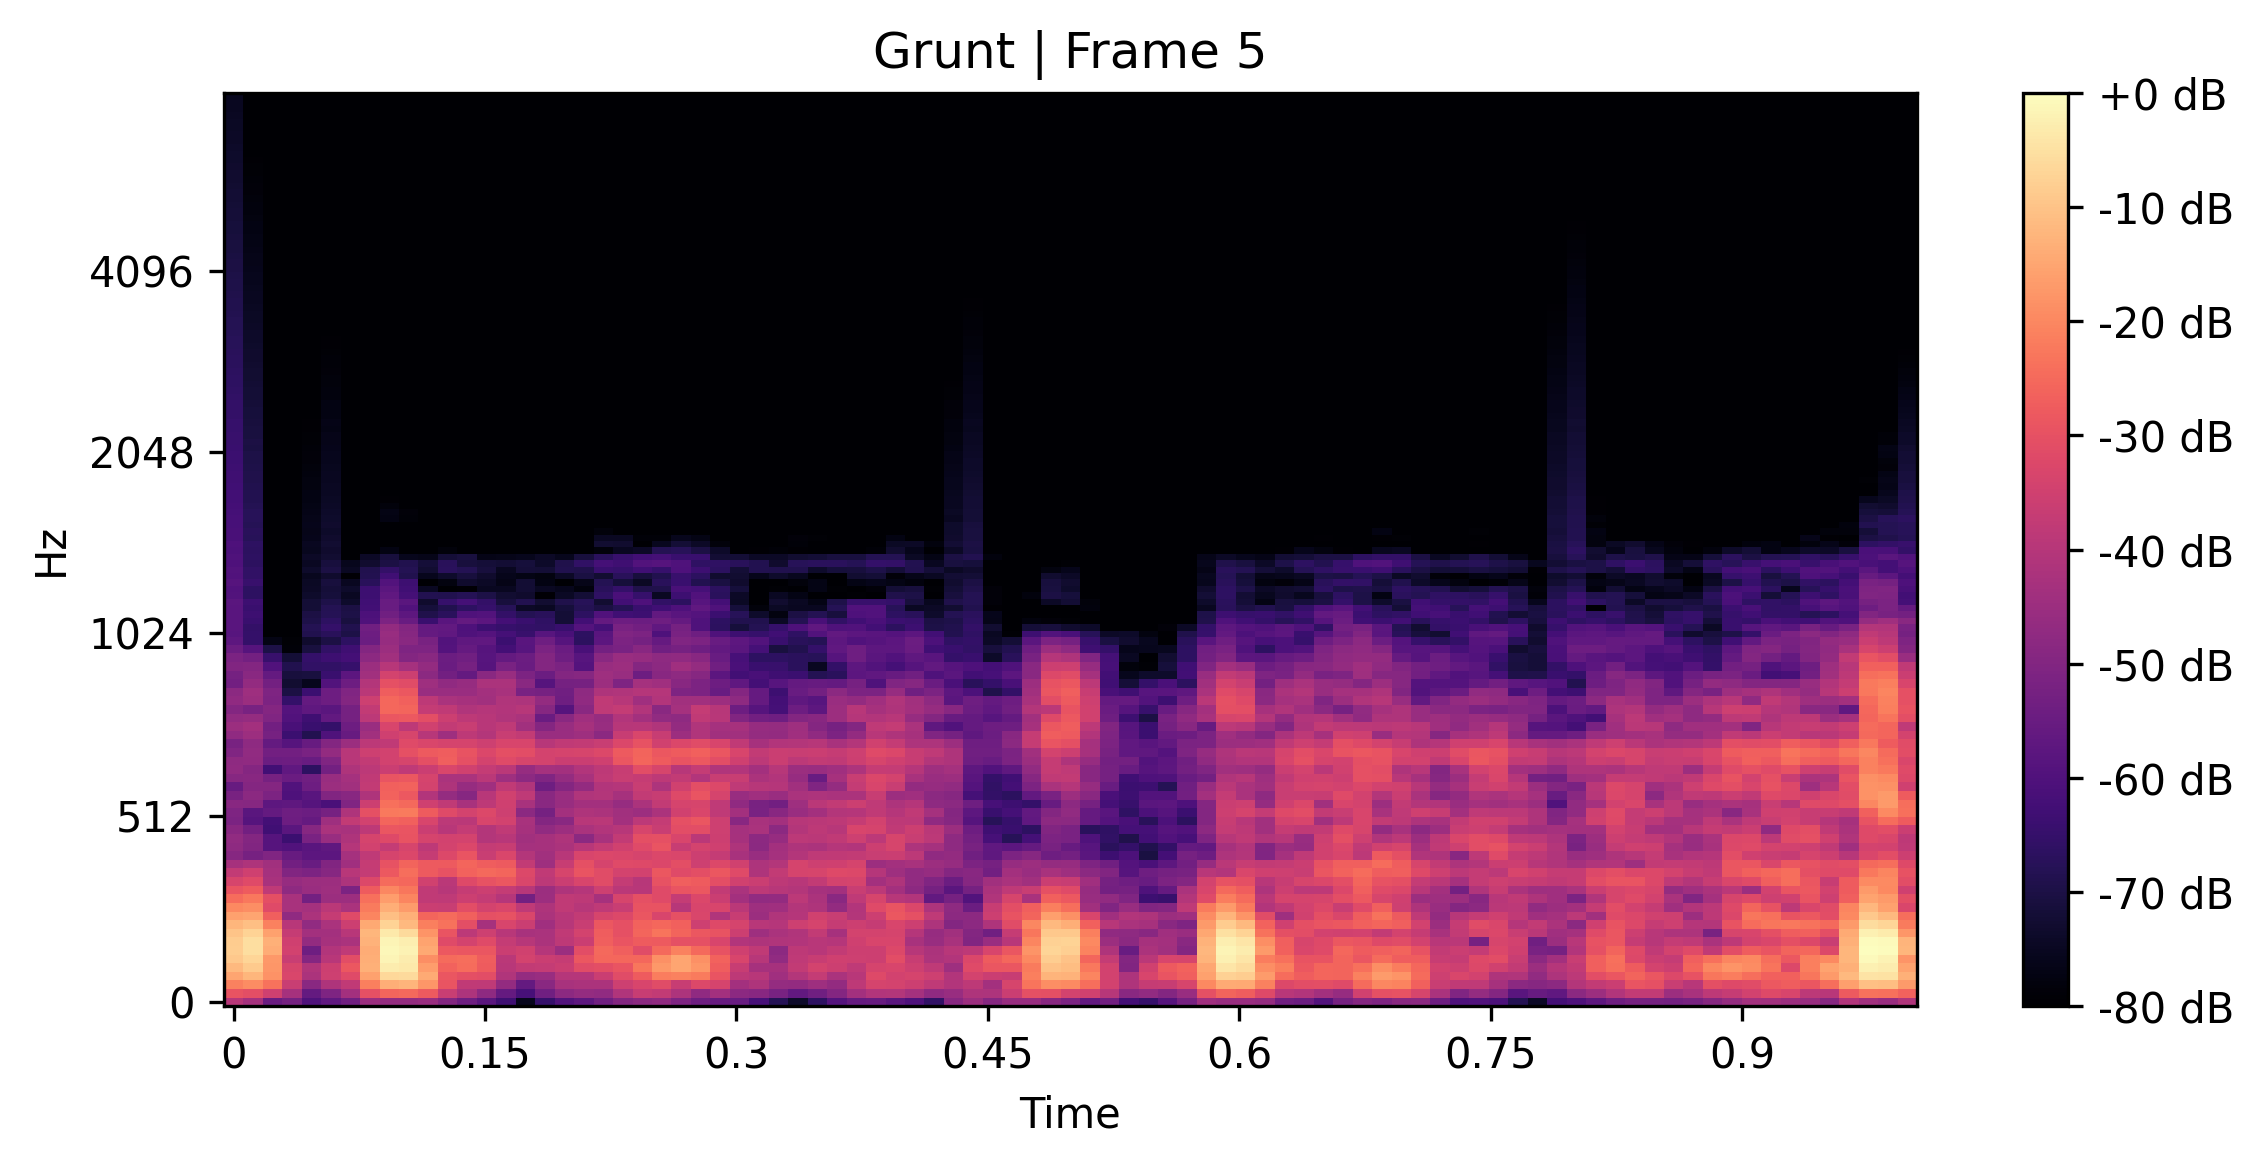 Grunt | Frame 5
Hz
4096
2048
1024
512
0
0 0.15 0.3 0.45 0.6 0.75 0.9
Time
+0 dB
-10 dB
-20 dB
-30 dB
-40 dB
-50 dB
-60 dB
-70 dB
-80 dB